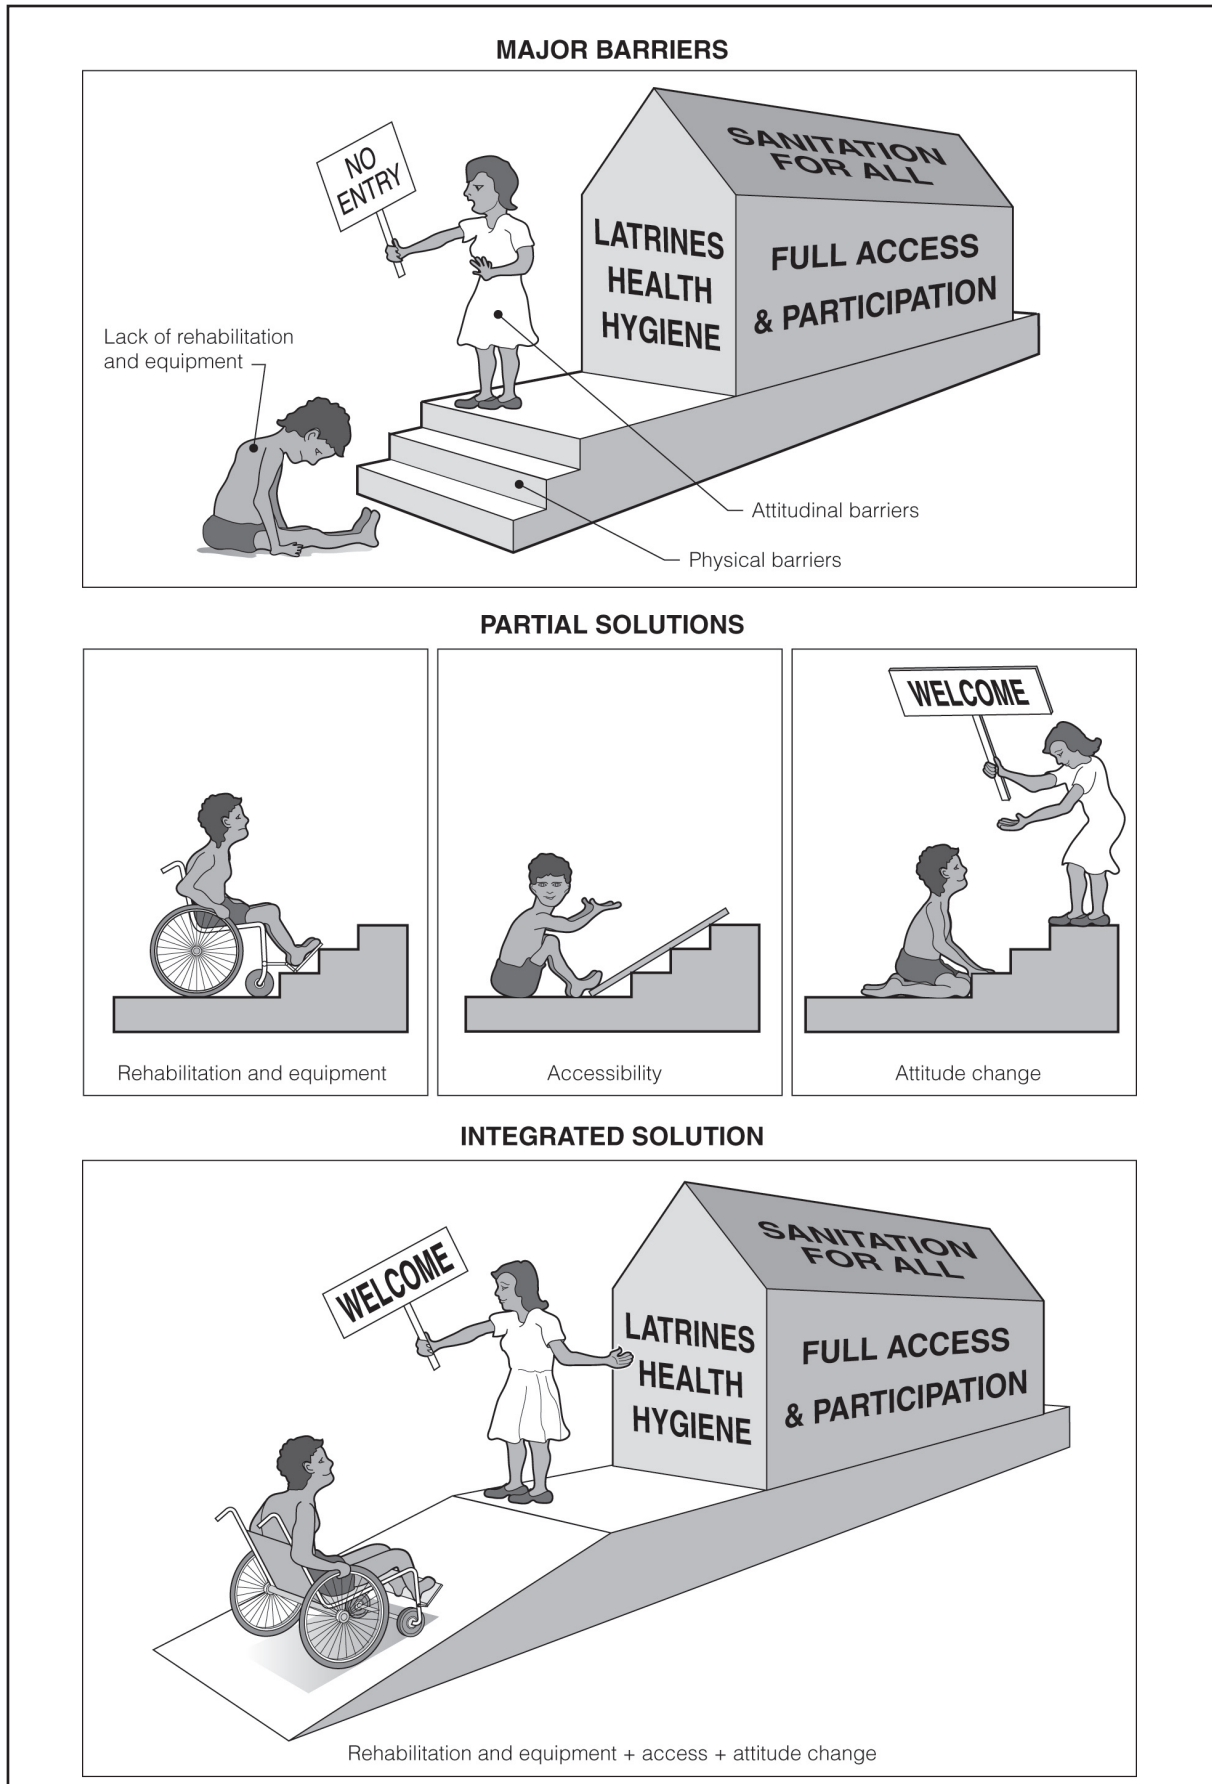 MAJOR BARRIERS
NO
ENTRY
SANITATION
FOR ALL
LATRINES
HEALTH
HYGIENE
FULL ACCESS
& PARTICIPATION
Lack of rehabilitation
and equipment
Attitudinal barriers
Physical barriers
PARTIAL SOLUTIONS
WELCOME
Rehabilitation and equipment
Accessibility
Attitude change
INTEGRATED SOLUTION
WELCOME
SANITATION
FOR ALL
LATRINES
HEALTH
HYGIENE
FULL ACCESS
& PARTICIPATION
Rehabilitation and equipment + access + attitude change